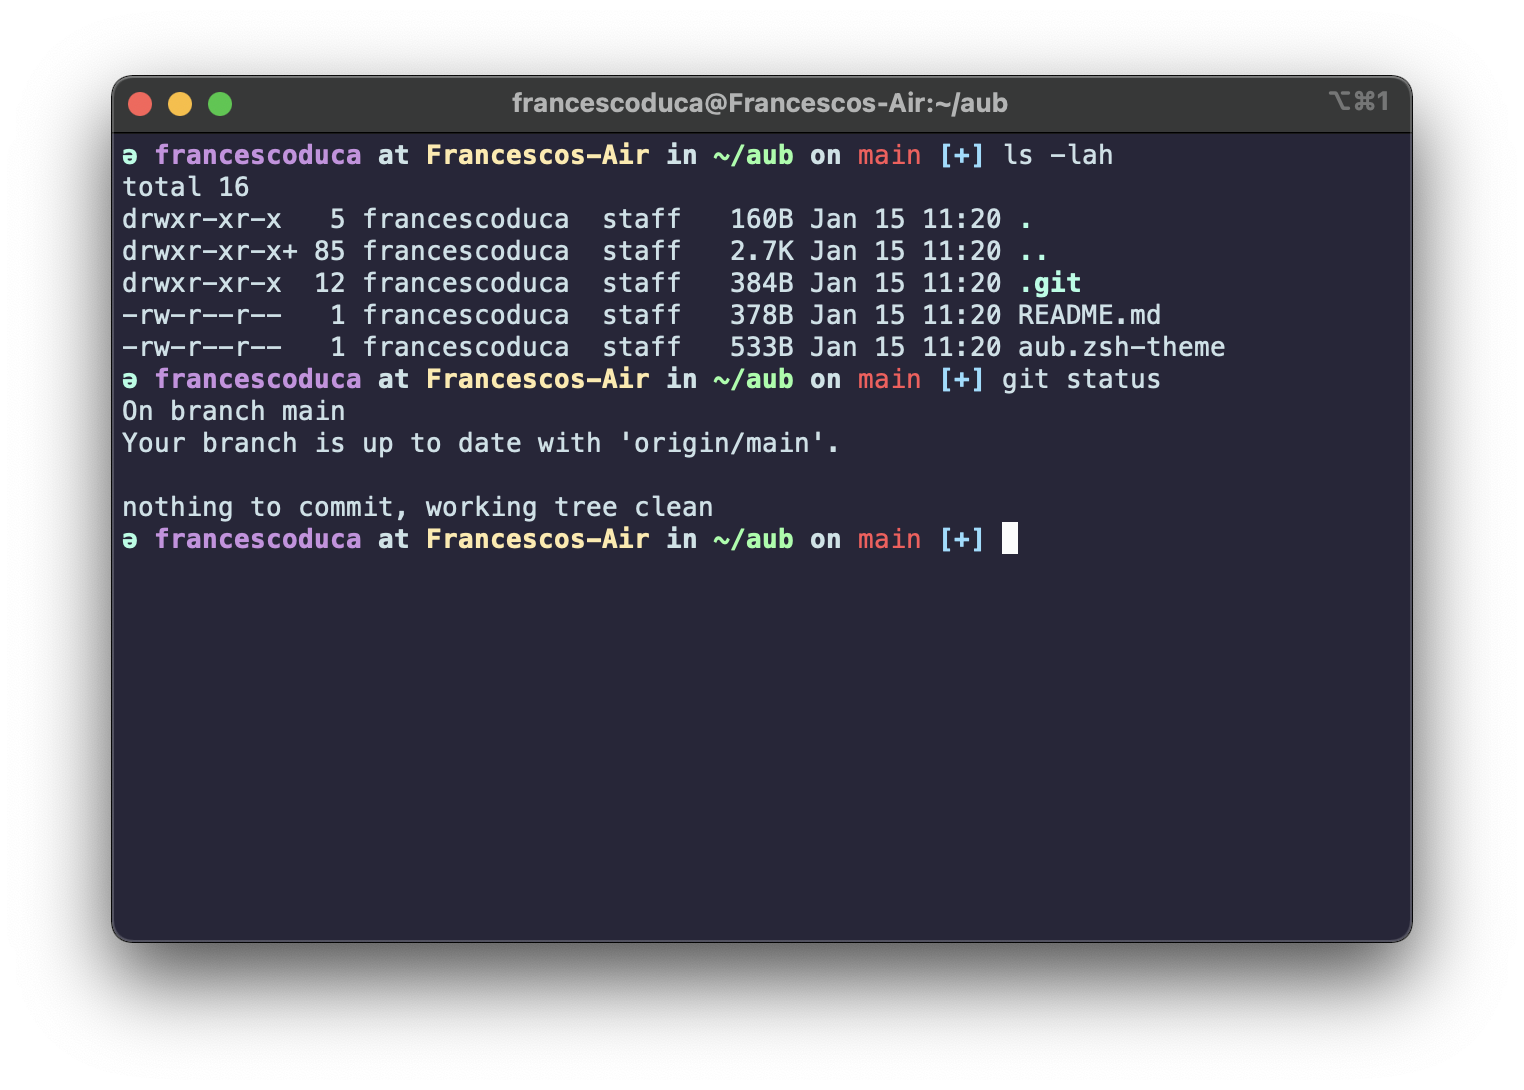 francescoduca@Francescos-Air:~/aub ⌥⌘1
ə francescoduca at Francescos-Air in ~/aub on main [+] ls -lah
total 16
drwxr-xr-x   5 francescoduca  staff   160B Jan 15 11:20 .
drwxr-xr-x+ 85 francescoduca  staff   2.7K Jan 15 11:20 ..
drwxr-xr-x  12 francescoduca  staff   384B Jan 15 11:20 .git
-rw-r--r--   1 francescoduca  staff   378B Jan 15 11:20 README.md
-rw-r--r--   1 francescoduca  staff   533B Jan 15 11:20 aub.zsh-theme
ə francescoduca at Francescos-Air in ~/aub on main [+] git status
On branch main
Your branch is up to date with 'origin/main'.

nothing to commit, working tree clean
ə francescoduca at Francescos-Air in ~/aub on main [+]